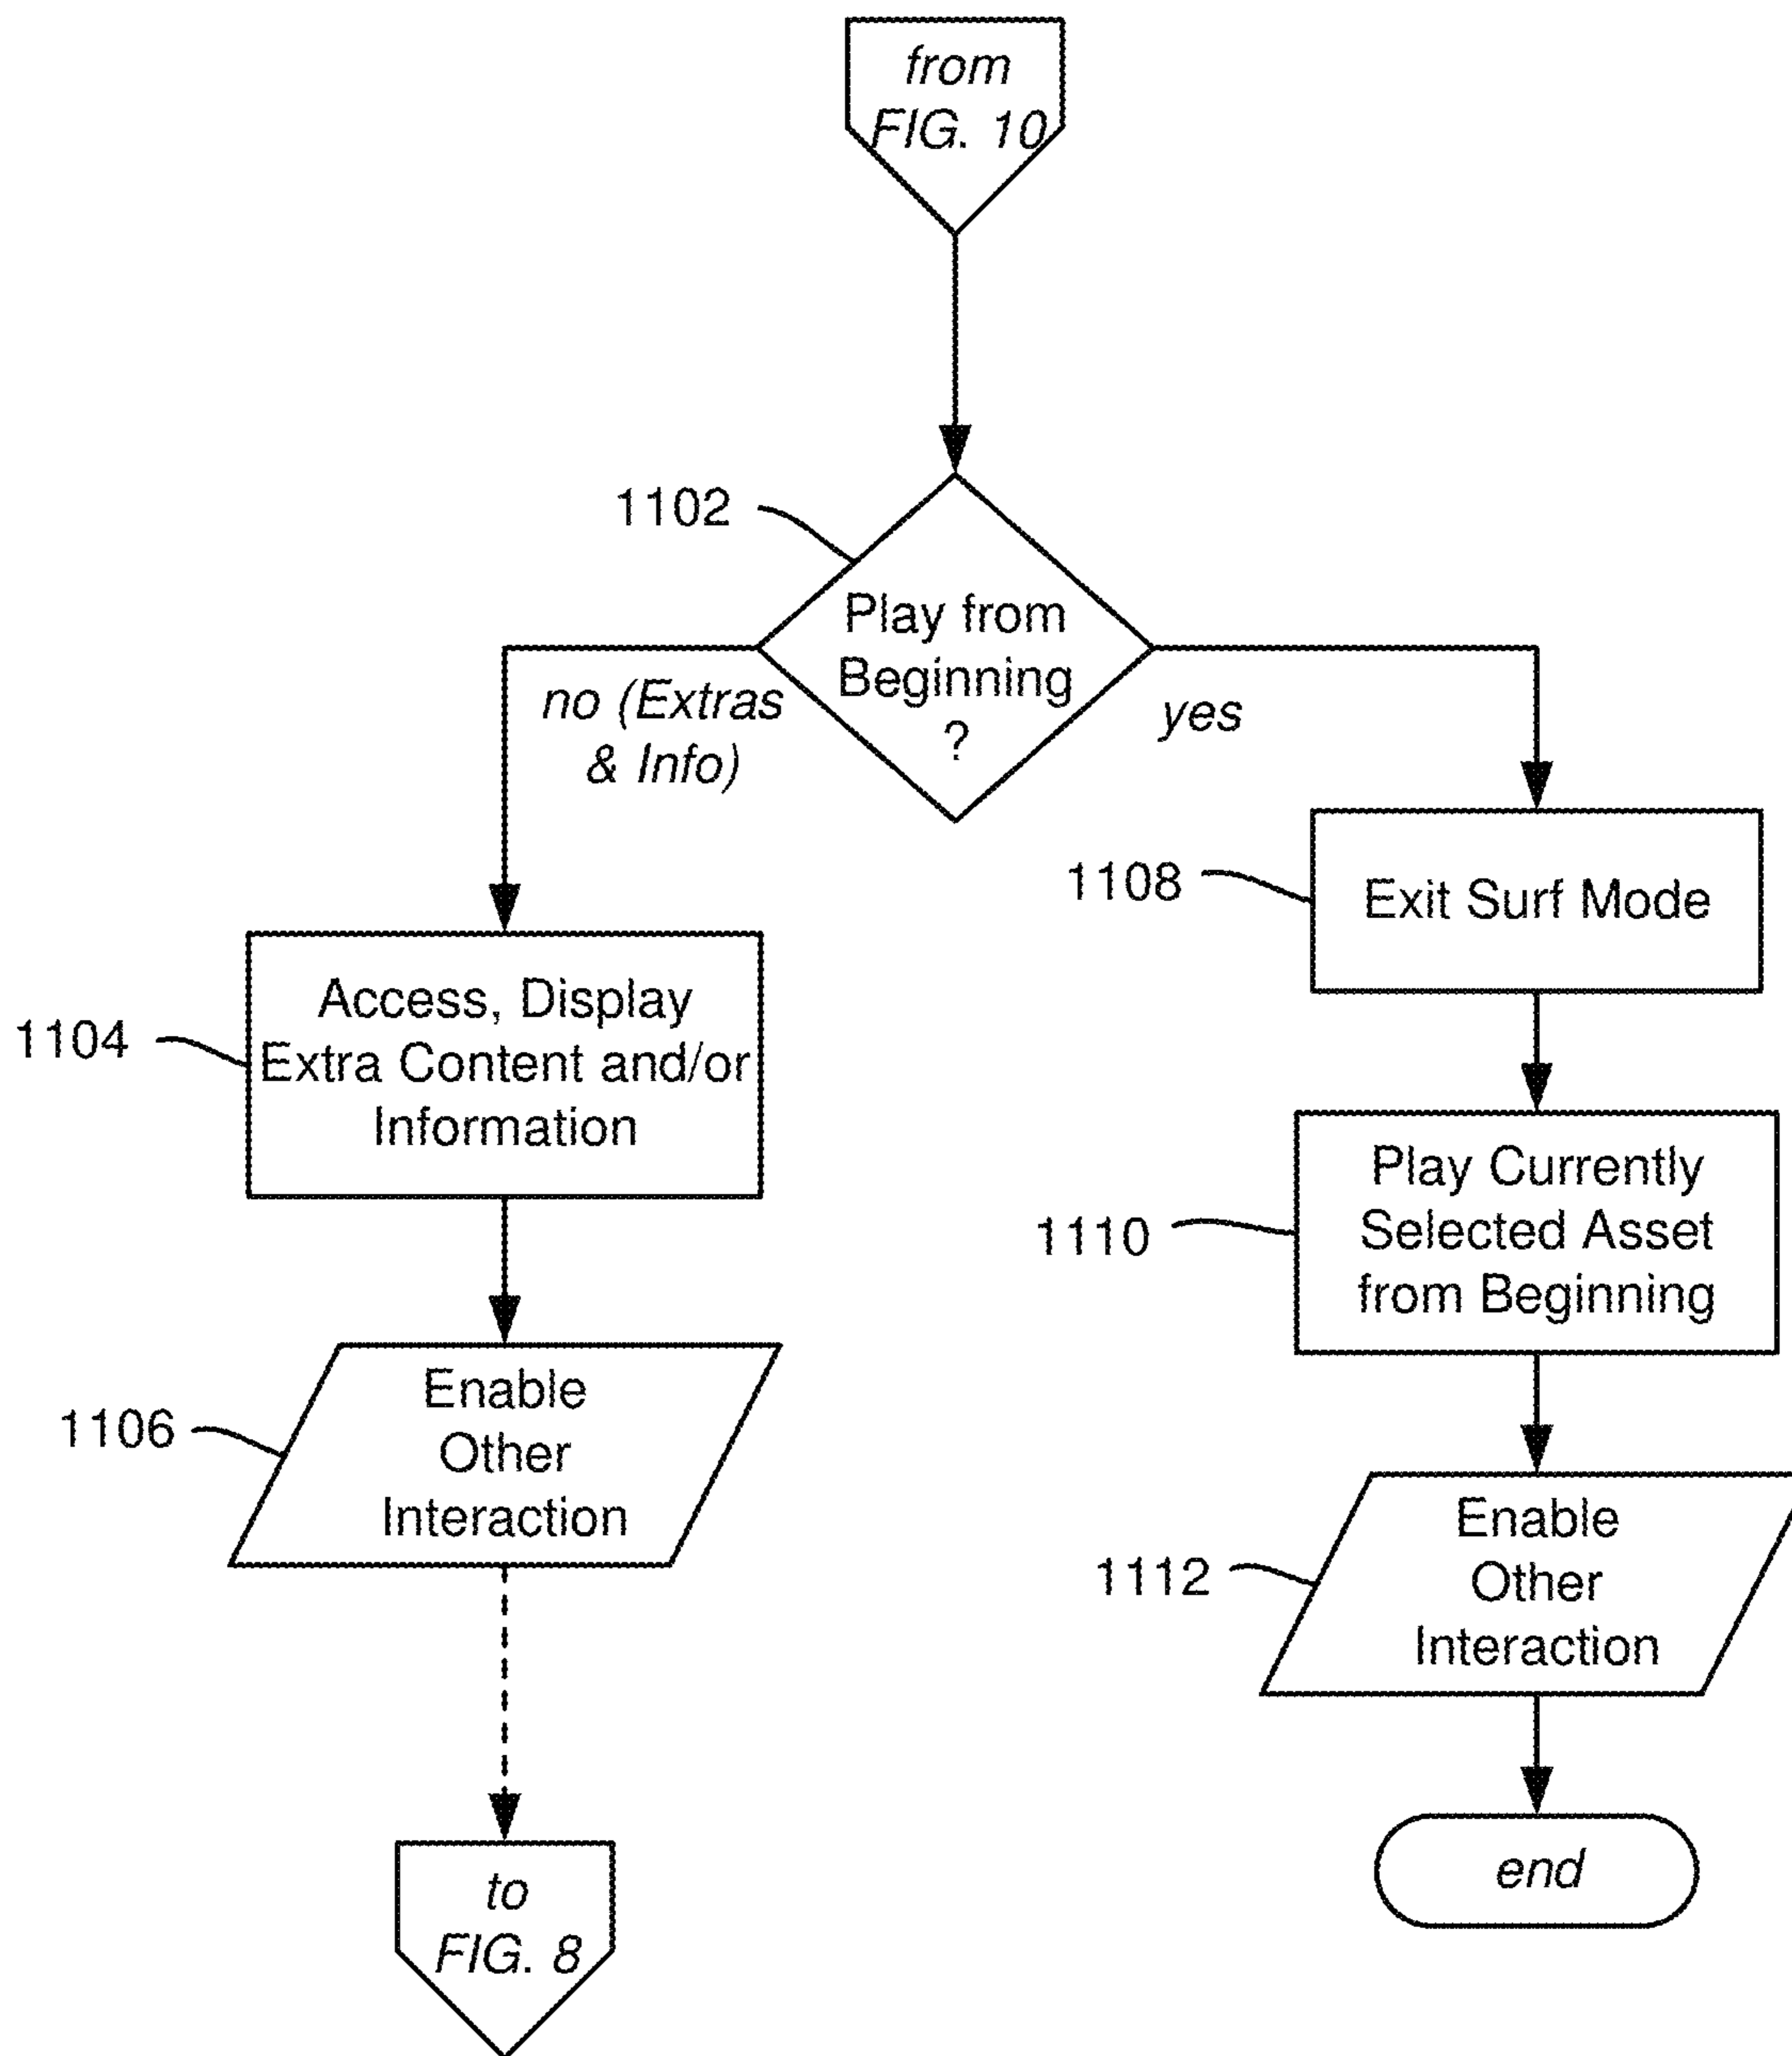 from
FIG. 10
1102
Play from
Beginning
?
no (Extras
& Info)
yes
1108
Exit Surf Mode
1104
Access, Display
Extra Content and/or
Information
1110
Play Currently
Selected Asset
from Beginning
1106
Enable
Other
Interaction
1112
Enable
Other
Interaction
to
FIG. 8
end